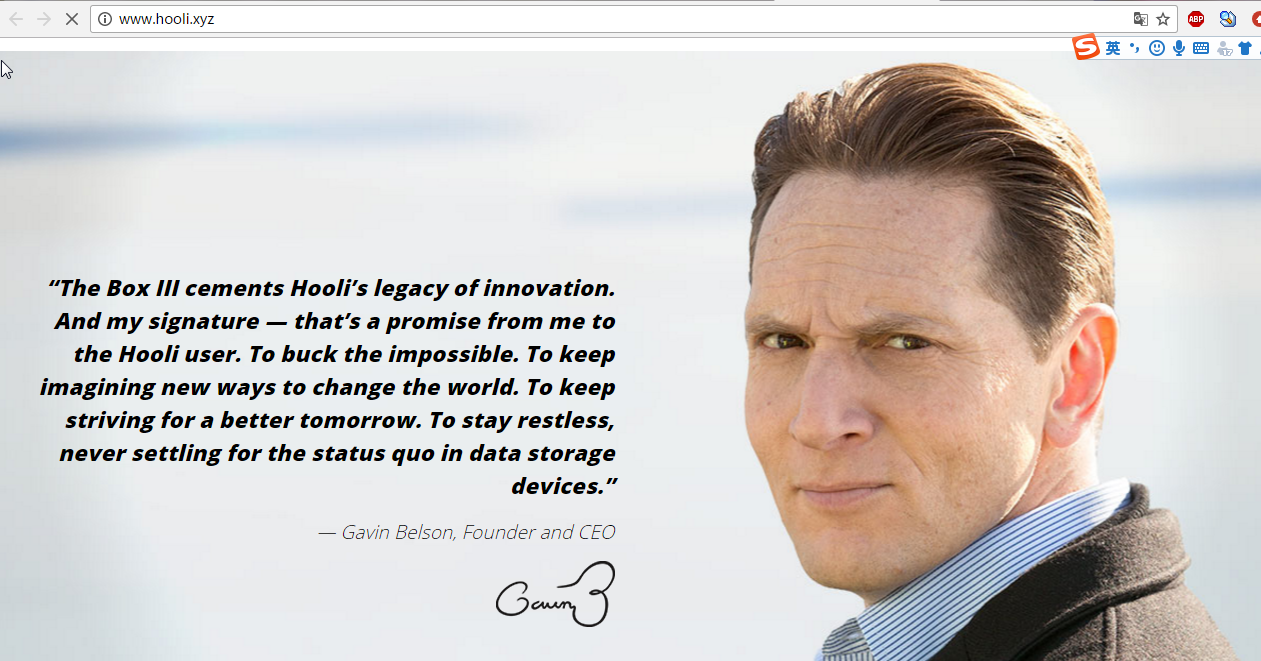 www.hooli.xyz
ABP
英
“The Box III cements Hooli’s legacy of innovation.
And my signature — that’s a promise from me to
the Hooli user. To buck the impossible. To keep
imagining new ways to change the world. To keep
striving for a better tomorrow. To stay restless,
never settling for the status quo in data storage
devices.”
— Gavin Belson, Founder and CEO
Gavin B